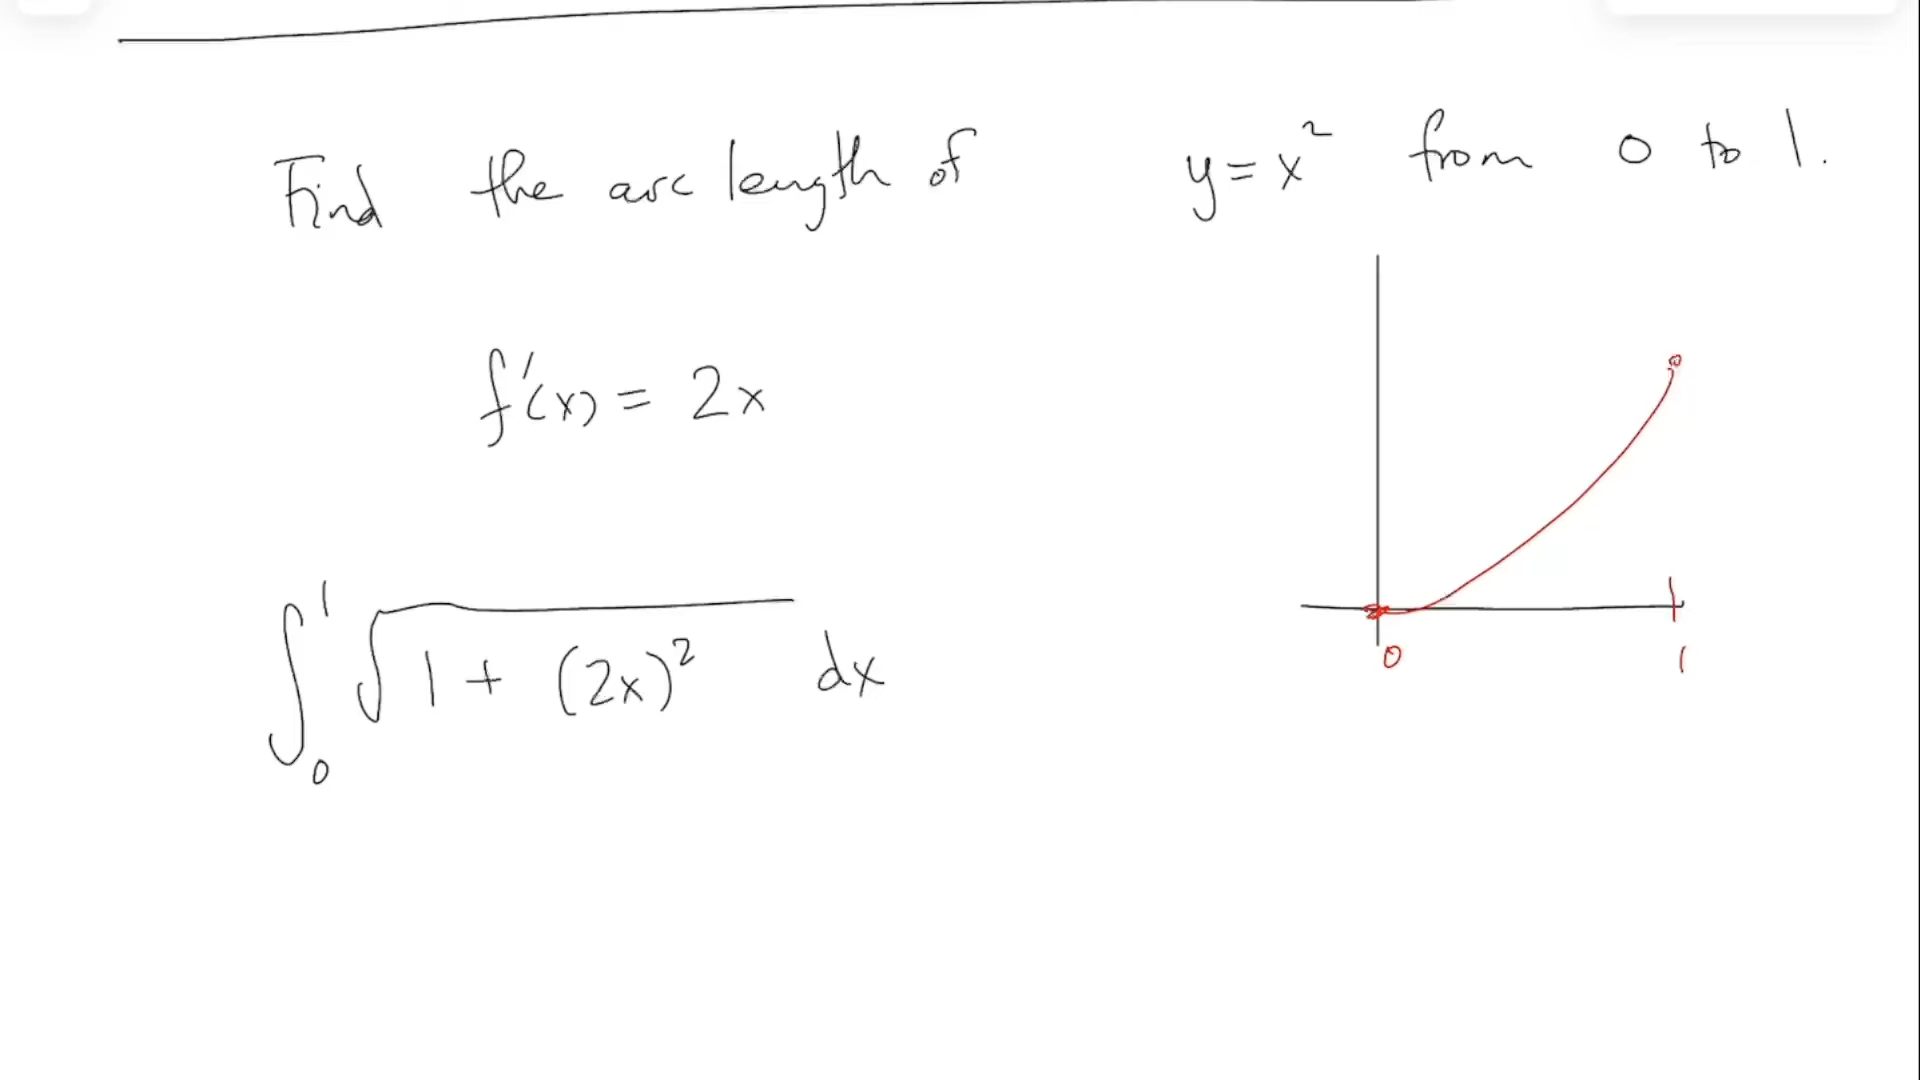 Find the arc length of y=x² from 0 to 1.
f'(x) = 2x
∫₀¹ √(1 + (2x)²) dx
0 1